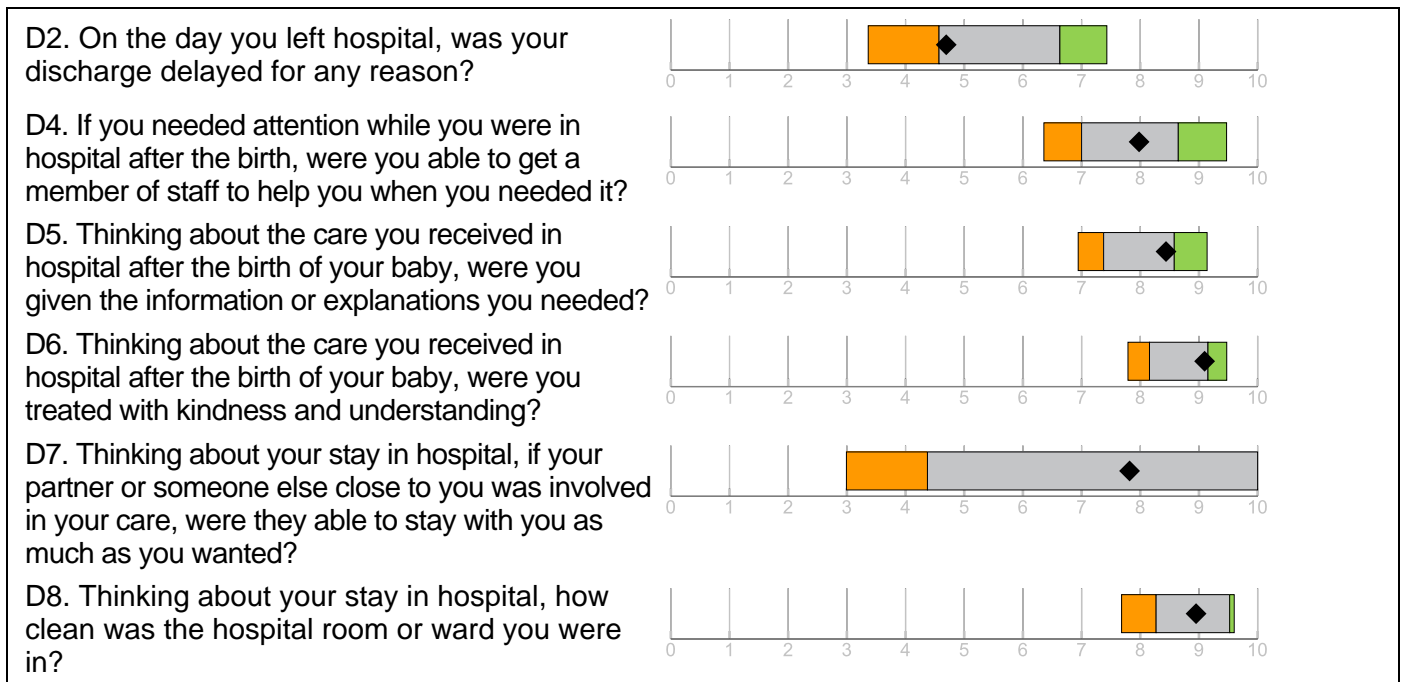 D2. On the day you left hospital, was your
discharge delayed for any reason?
0 1 2 3 4 5 6 7 8 9 10
D4. If you needed attention while you were in
hospital after the birth, were you able to get a
member of staff to help you when you needed it?
0 1 2 3 4 5 6 7 8 9 10
D5. Thinking about the care you received in
hospital after the birth of your baby, were you
given the information or explanations you needed?
0 1 2 3 4 5 6 7 8 9 10
D6. Thinking about the care you received in
hospital after the birth of your baby, were you
treated with kindness and understanding?
0 1 2 3 4 5 6 7 8 9 10
D7. Thinking about your stay in hospital, if your
partner or someone else close to you was involved
in your care, were they able to stay with you as
much as you wanted?
0 1 2 3 4 5 6 7 8 9 10
D8. Thinking about your stay in hospital, how
clean was the hospital room or ward you were
in?
0 1 2 3 4 5 6 7 8 9 10